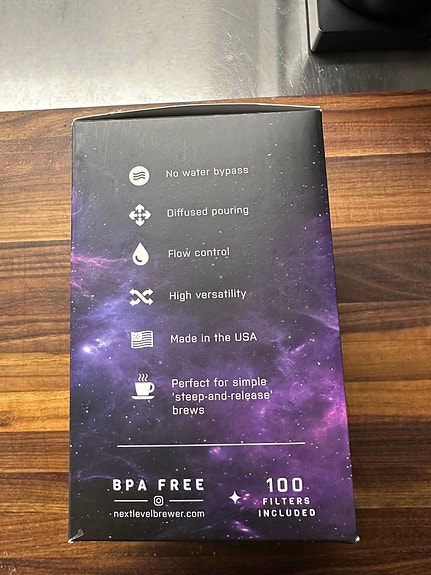 No water bypass
Diffused pouring
Flow control
High versatility
Made in the USA
Perfect for simple
'steep-and-release'
brews
BPA FREE
nextlevelbrewer.com
100
FILTERS
INCLUDED